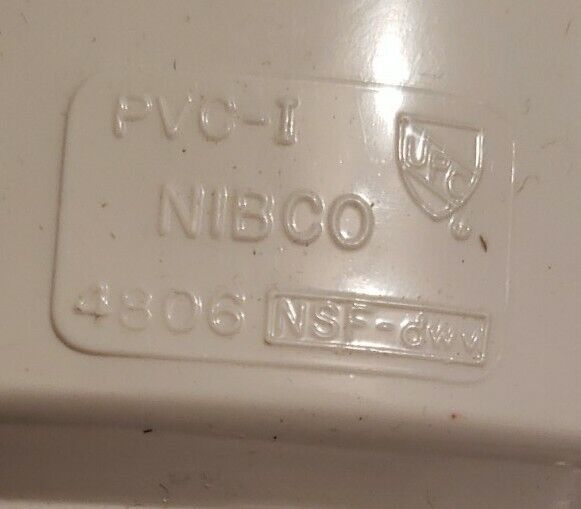 PVC-I
UPC
NIBCO
®
4806 NSF-dwv